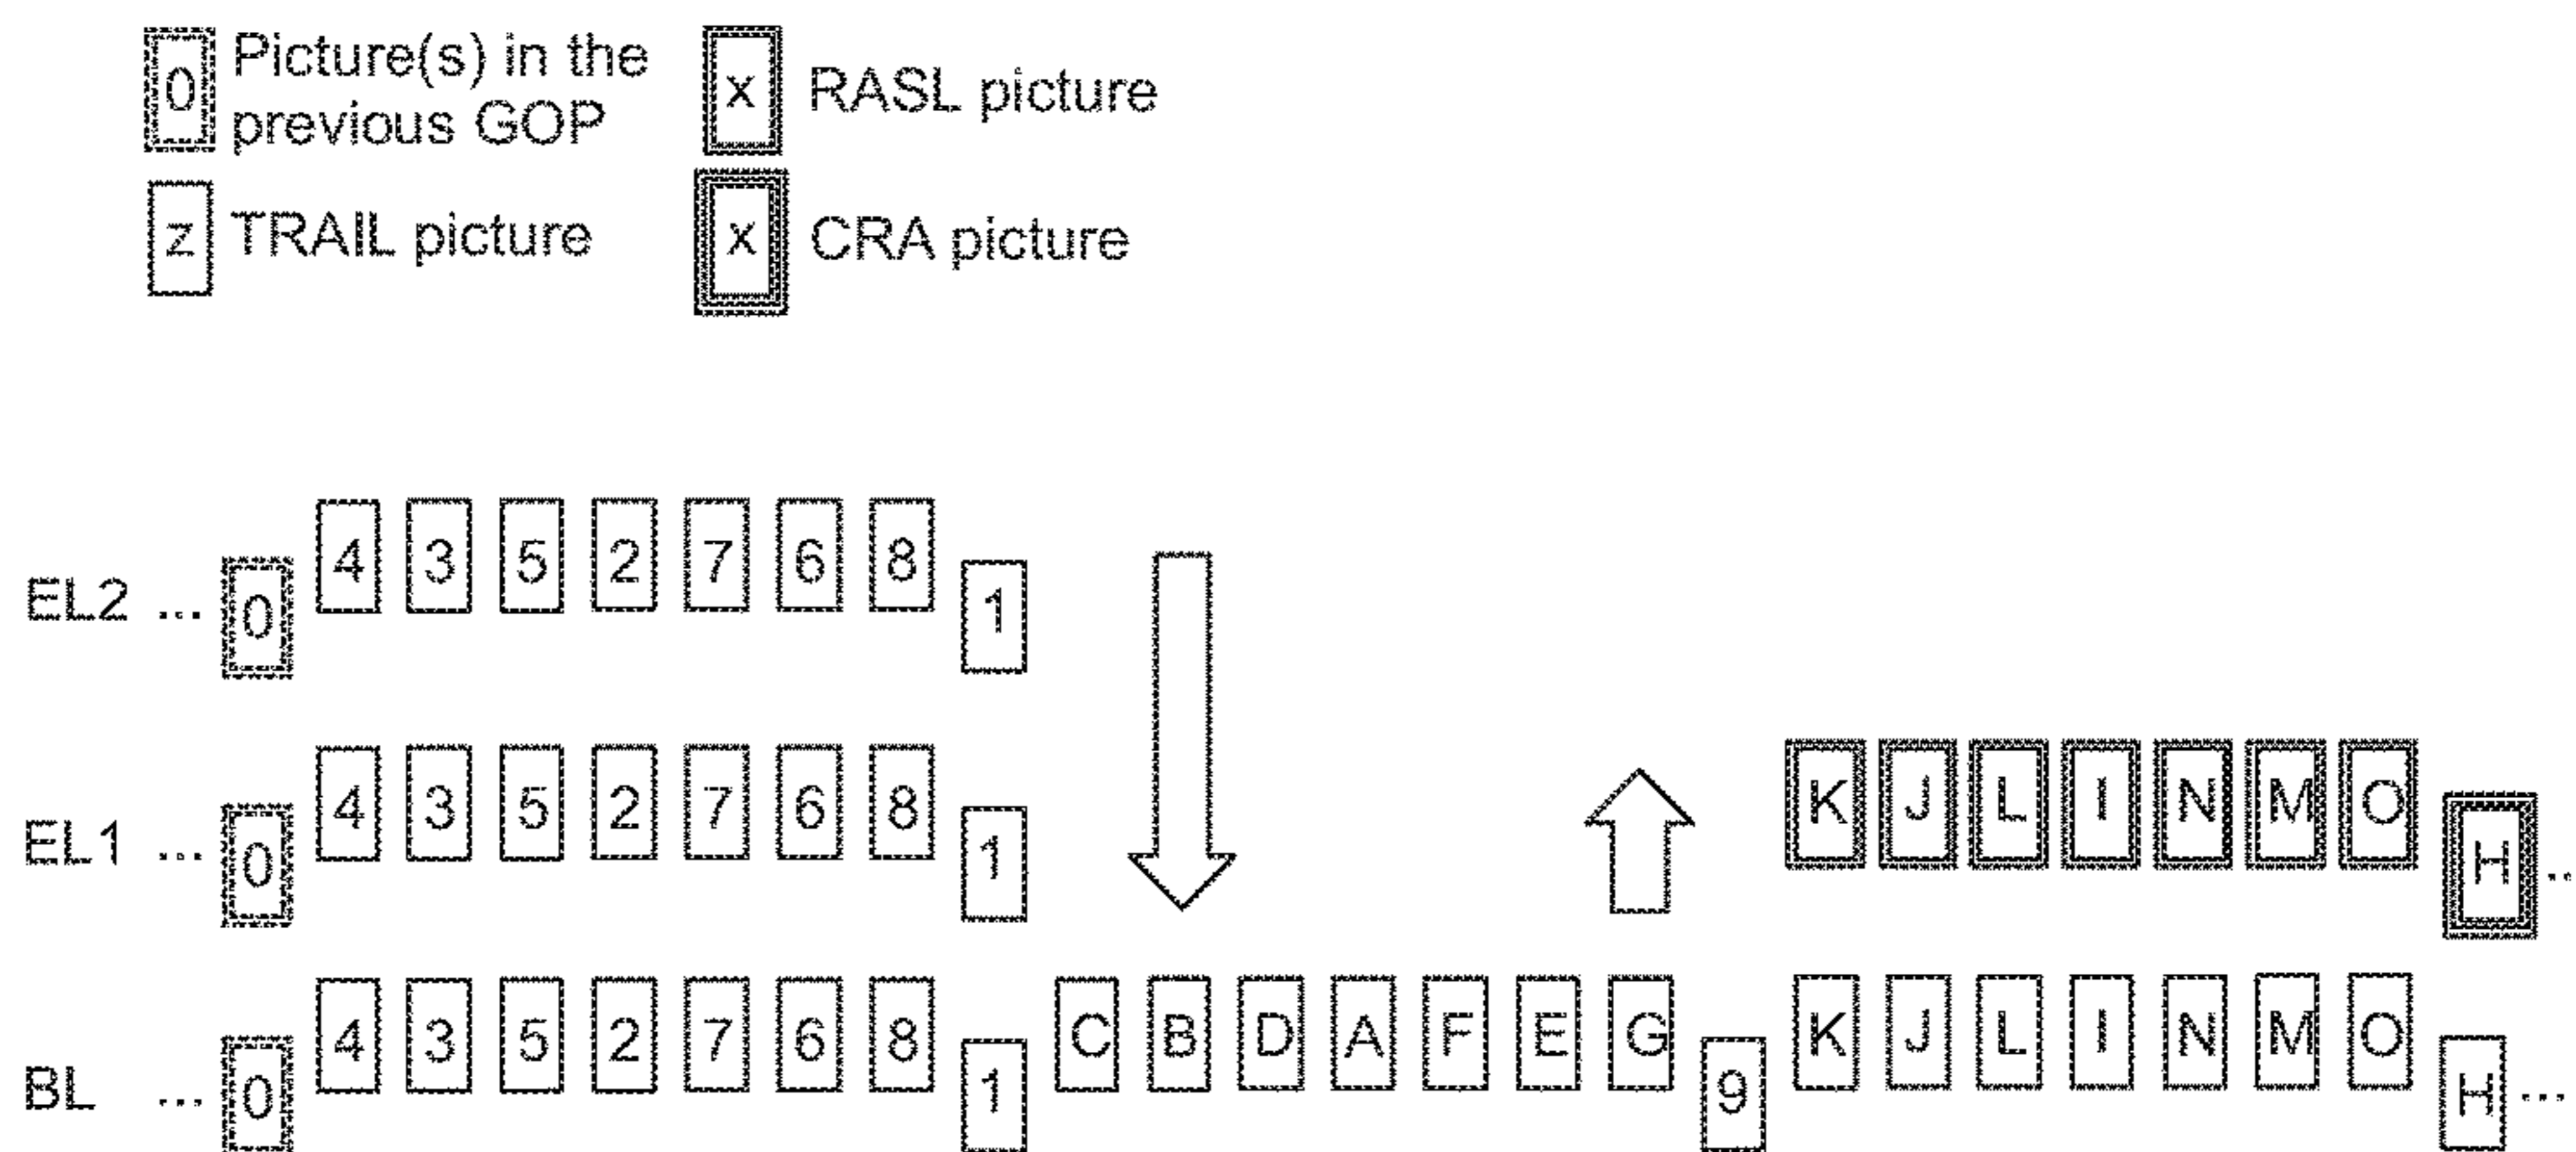 0 Picture(s) in the
previous GOP
x RASL picture
z TRAIL picture
x CRA picture
EL2 ... 0 4 3 5 2 7 6 8 1
EL1 ... 0 4 3 5 2 7 6 8 1 K J L I N M O H ..
BL ... 0 4 3 5 2 7 6 8 1 C B D A F E G 9 K J L I N M O H ...